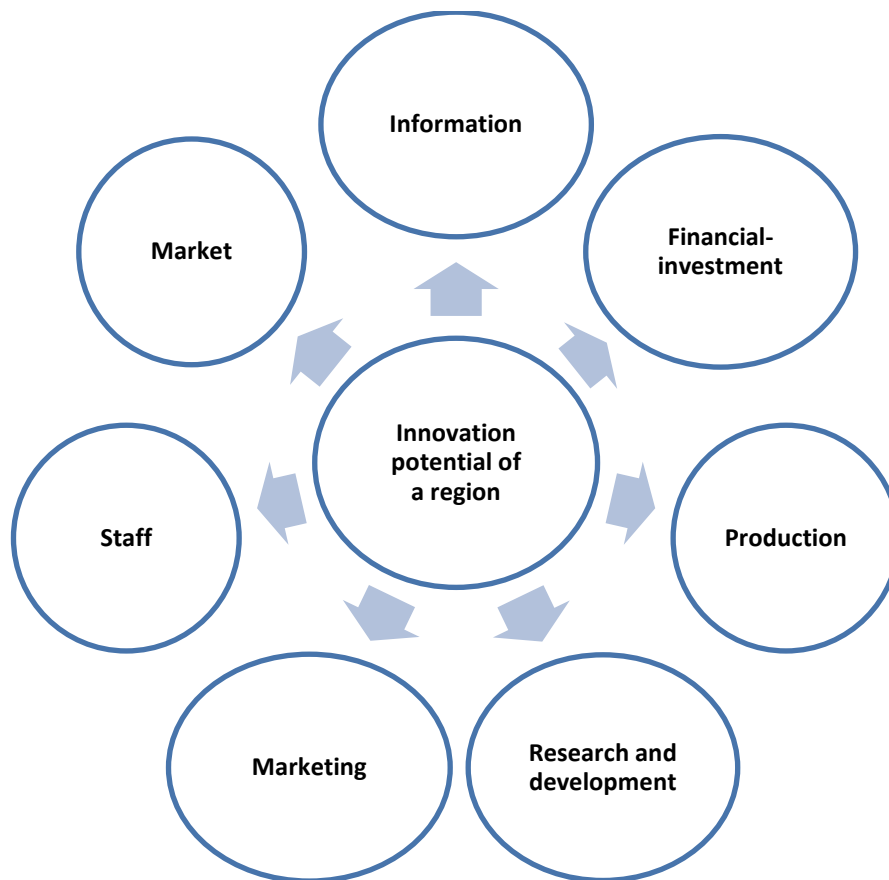 Information
Market
Financial-
investment
Innovation
potential of
a region
Staff
Production
Marketing
Research and
development